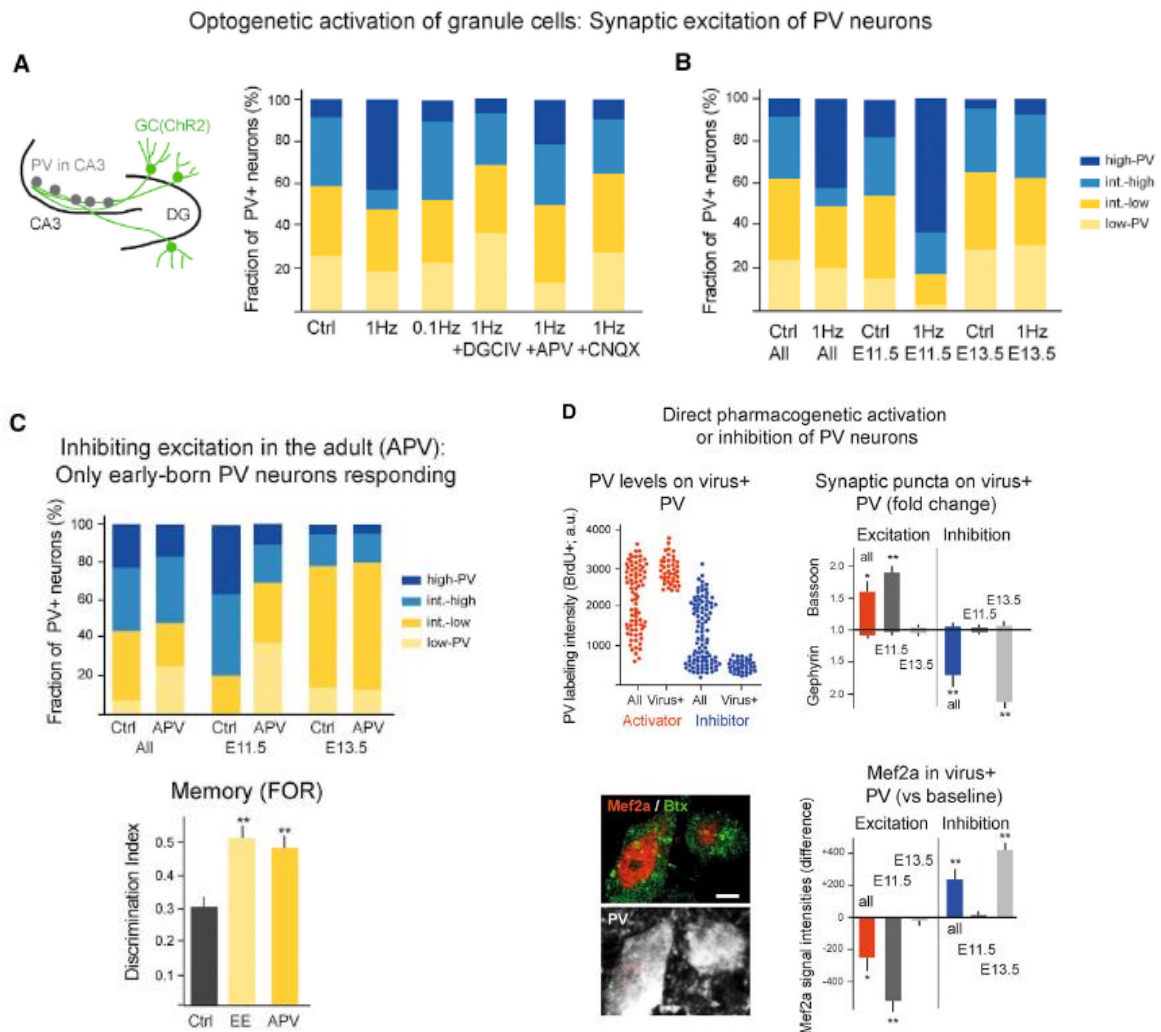 Optogenetic activation of granule cells: Synaptic excitation of PV neurons
A
GC(ChR2)
PV in CA3
CA3
DG
Fraction of PV+ neurons (%)
100
80
60
40
20
Ctrl 1Hz 0.1Hz 1Hz 1Hz 1Hz
+DGCIV +APV +CNQX
B
Fraction of PV+ neurons (%)
100
80
60
40
20
Ctrl 1Hz Ctrl 1Hz Ctrl 1Hz
All All E11.5 E11.5 E13.5 E13.5
high-PV
int.-high
int.-low
low-PV
C
Inhibiting excitation in the adult (APV):
Only early-born PV neurons responding
Fraction of PV+ neurons (%)
100
80
60
40
20
Ctrl APV Ctrl APV Ctrl APV
All E11.5 E13.5
high-PV
int.-high
int.-low
low-PV
Memory (FOR)
Discrimination Index
0.5
0.4
0.3
0.2
0.1
** **
Ctrl EE APV
D
Direct pharmacogenetic activation
or inhibition of PV neurons
PV levels on virus+
PV
PV labeling intensity (BrdU+; a.u.)
4000
3000
2000
1000
All Virus+ All Virus+
Activator Inhibitor
Synaptic puncta on virus+
PV (fold change)
Excitation Inhibition
Bassoon
Gephyrin
2.0
1.0
2.0
all
*
**
E11.5
E13.5
E11.5
E13.5
**
all
**
Mef2a / Btx
PV
Mef2a in virus+
PV (vs baseline)
Excitation Inhibition
Mef2a signal intensities (difference)
+400
+200
0
-200
-400
E13.5
E11.5
all
*
**
**
**
all
E11.5
E13.5